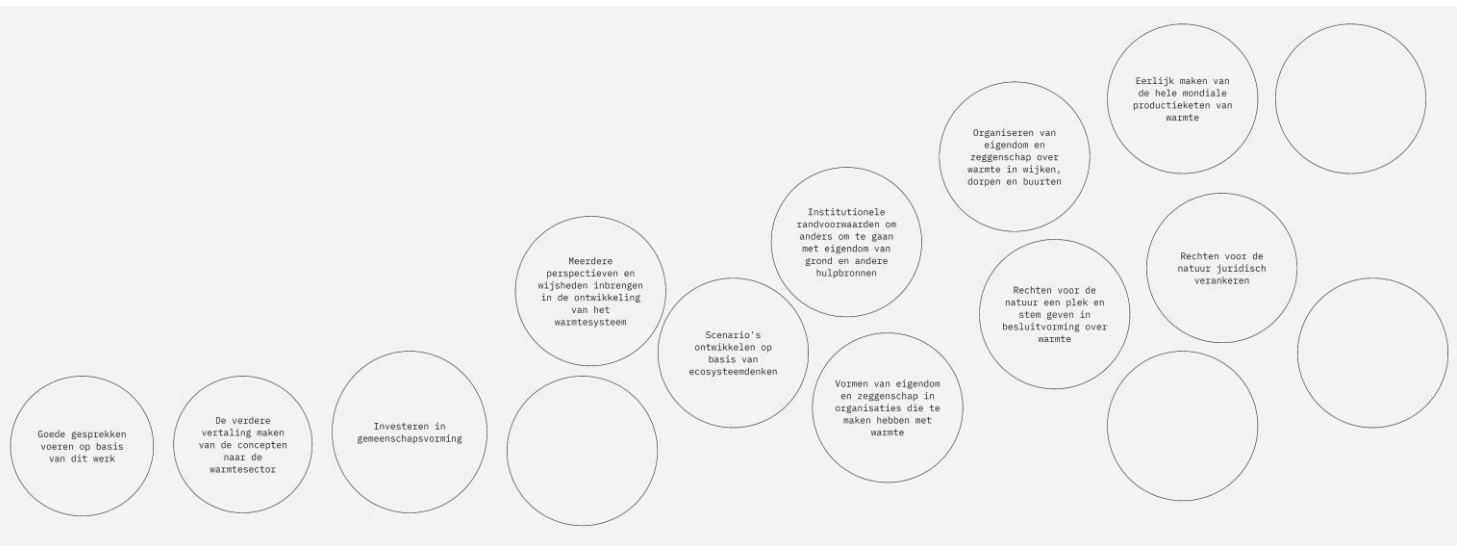 Goede gesprekken
voeren op basis
van dit werk
De verdere
vertaling maken
van de concepten
naar de
warmtesector
Investeren in
gemeenschapsvorming
Meerdere
perspectieven en
wijsheden inbrengen
in de ontwikkeling
van het
warmtesysteem
Scenario's
ontwikkelen op
basis van
ecosysteemdenken
Institutionele
randvoorwaarden om
anders om te gaan
met eigendom van
grond en andere
hulpbronnen
Vormen van eigendom
en zeggenschap in
organisaties die te
maken hebben met
warmte
Organiseren van
eigendom en
zeggenschap over
warmte in wijken,
dorpen en buurten
Rechten voor de
natuur een plek en
stem geven in
besluitvorming over
warmte
Eerlijk maken van
de hele mondiale
productieketen van
warmte
Rechten voor de
natuur juridisch
verankeren